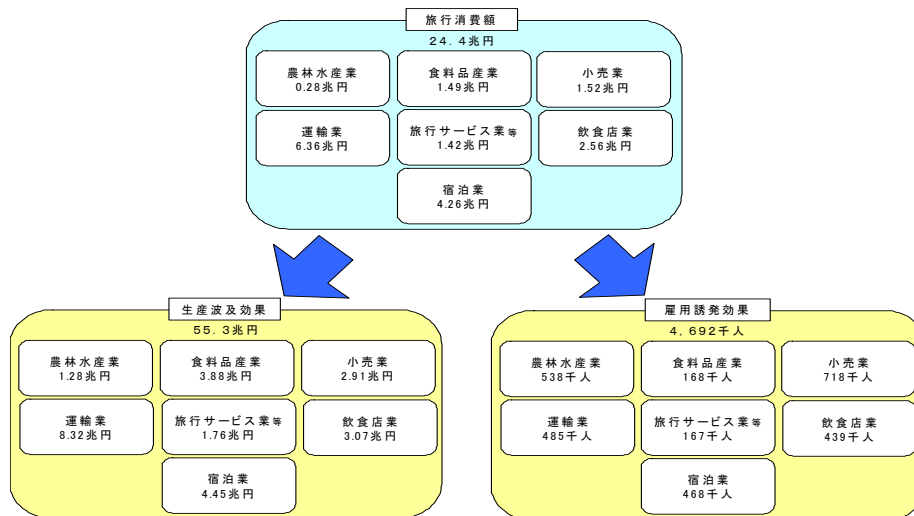 旅行消費額
24.4兆円
農林水産業
0.28兆円
食料品産業
1.49兆円
小売業
1.52兆円
運輸業
6.36兆円
旅行サービス業等
1.42兆円
飲食店業
2.56兆円
宿泊業
4.26兆円
生産波及効果
55.3兆円
農林水産業
1.28兆円
食料品産業
3.88兆円
小売業
2.91兆円
運輸業
8.32兆円
旅行サービス業等
1.76兆円
飲食店業
3.07兆円
宿泊業
4.45兆円
雇用誘発効果
4,692千人
農林水産業
538千人
食料品産業
168千人
小売業
718千人
運輸業
485千人
旅行サービス業等
167千人
飲食店業
439千人
宿泊業
468千人